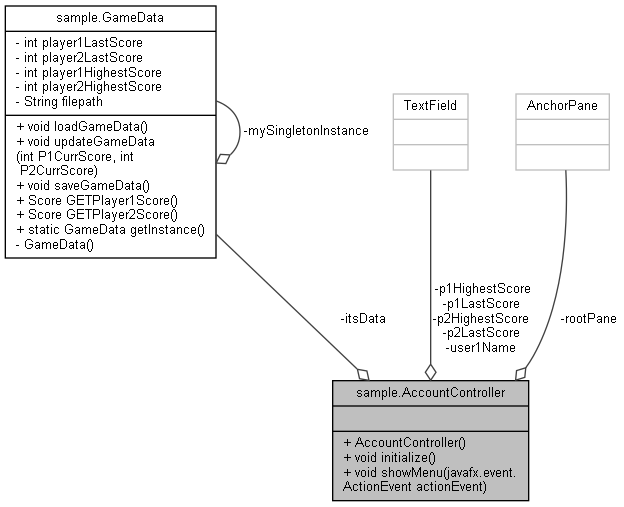 sample.GameData
- int player1LastScore
- int player2LastScore
- int player1HighestScore
- int player2HighestScore
- String filepath
+ void loadGameData()
+ void updateGameData
(int P1CurrScore, int
P2CurrScore)
+ void saveGameData()
+ Score GETPlayer1Score()
+ Score GETPlayer2Score()
+ static GameData getInstance()
- GameData()
-mySingletonInstance
TextField
AnchorPane
-itsData
-p1HighestScore
-p1LastScore
-p2HighestScore
-p2LastScore
-user1Name
-rootPane
sample.AccountController
+ AccountController()
+ void initialize()
+ void showMenu(javafx.event.
ActionEvent actionEvent)